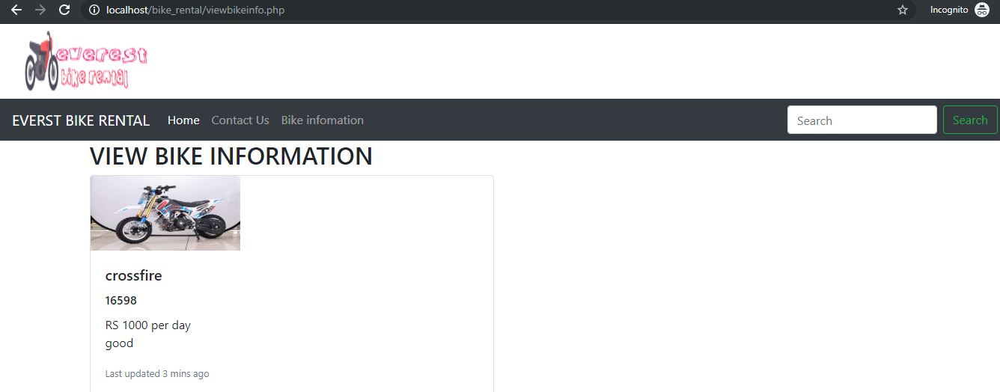 localhost/bike_rental/viewbikeinfo.php
Incognito
everest
bike rental
EVERST BIKE RENTAL Home Contact Us Bike infomation Search Search
VIEW BIKE INFORMATION
crossfire
16598
RS 1000 per day
good
Last updated 3 mins ago